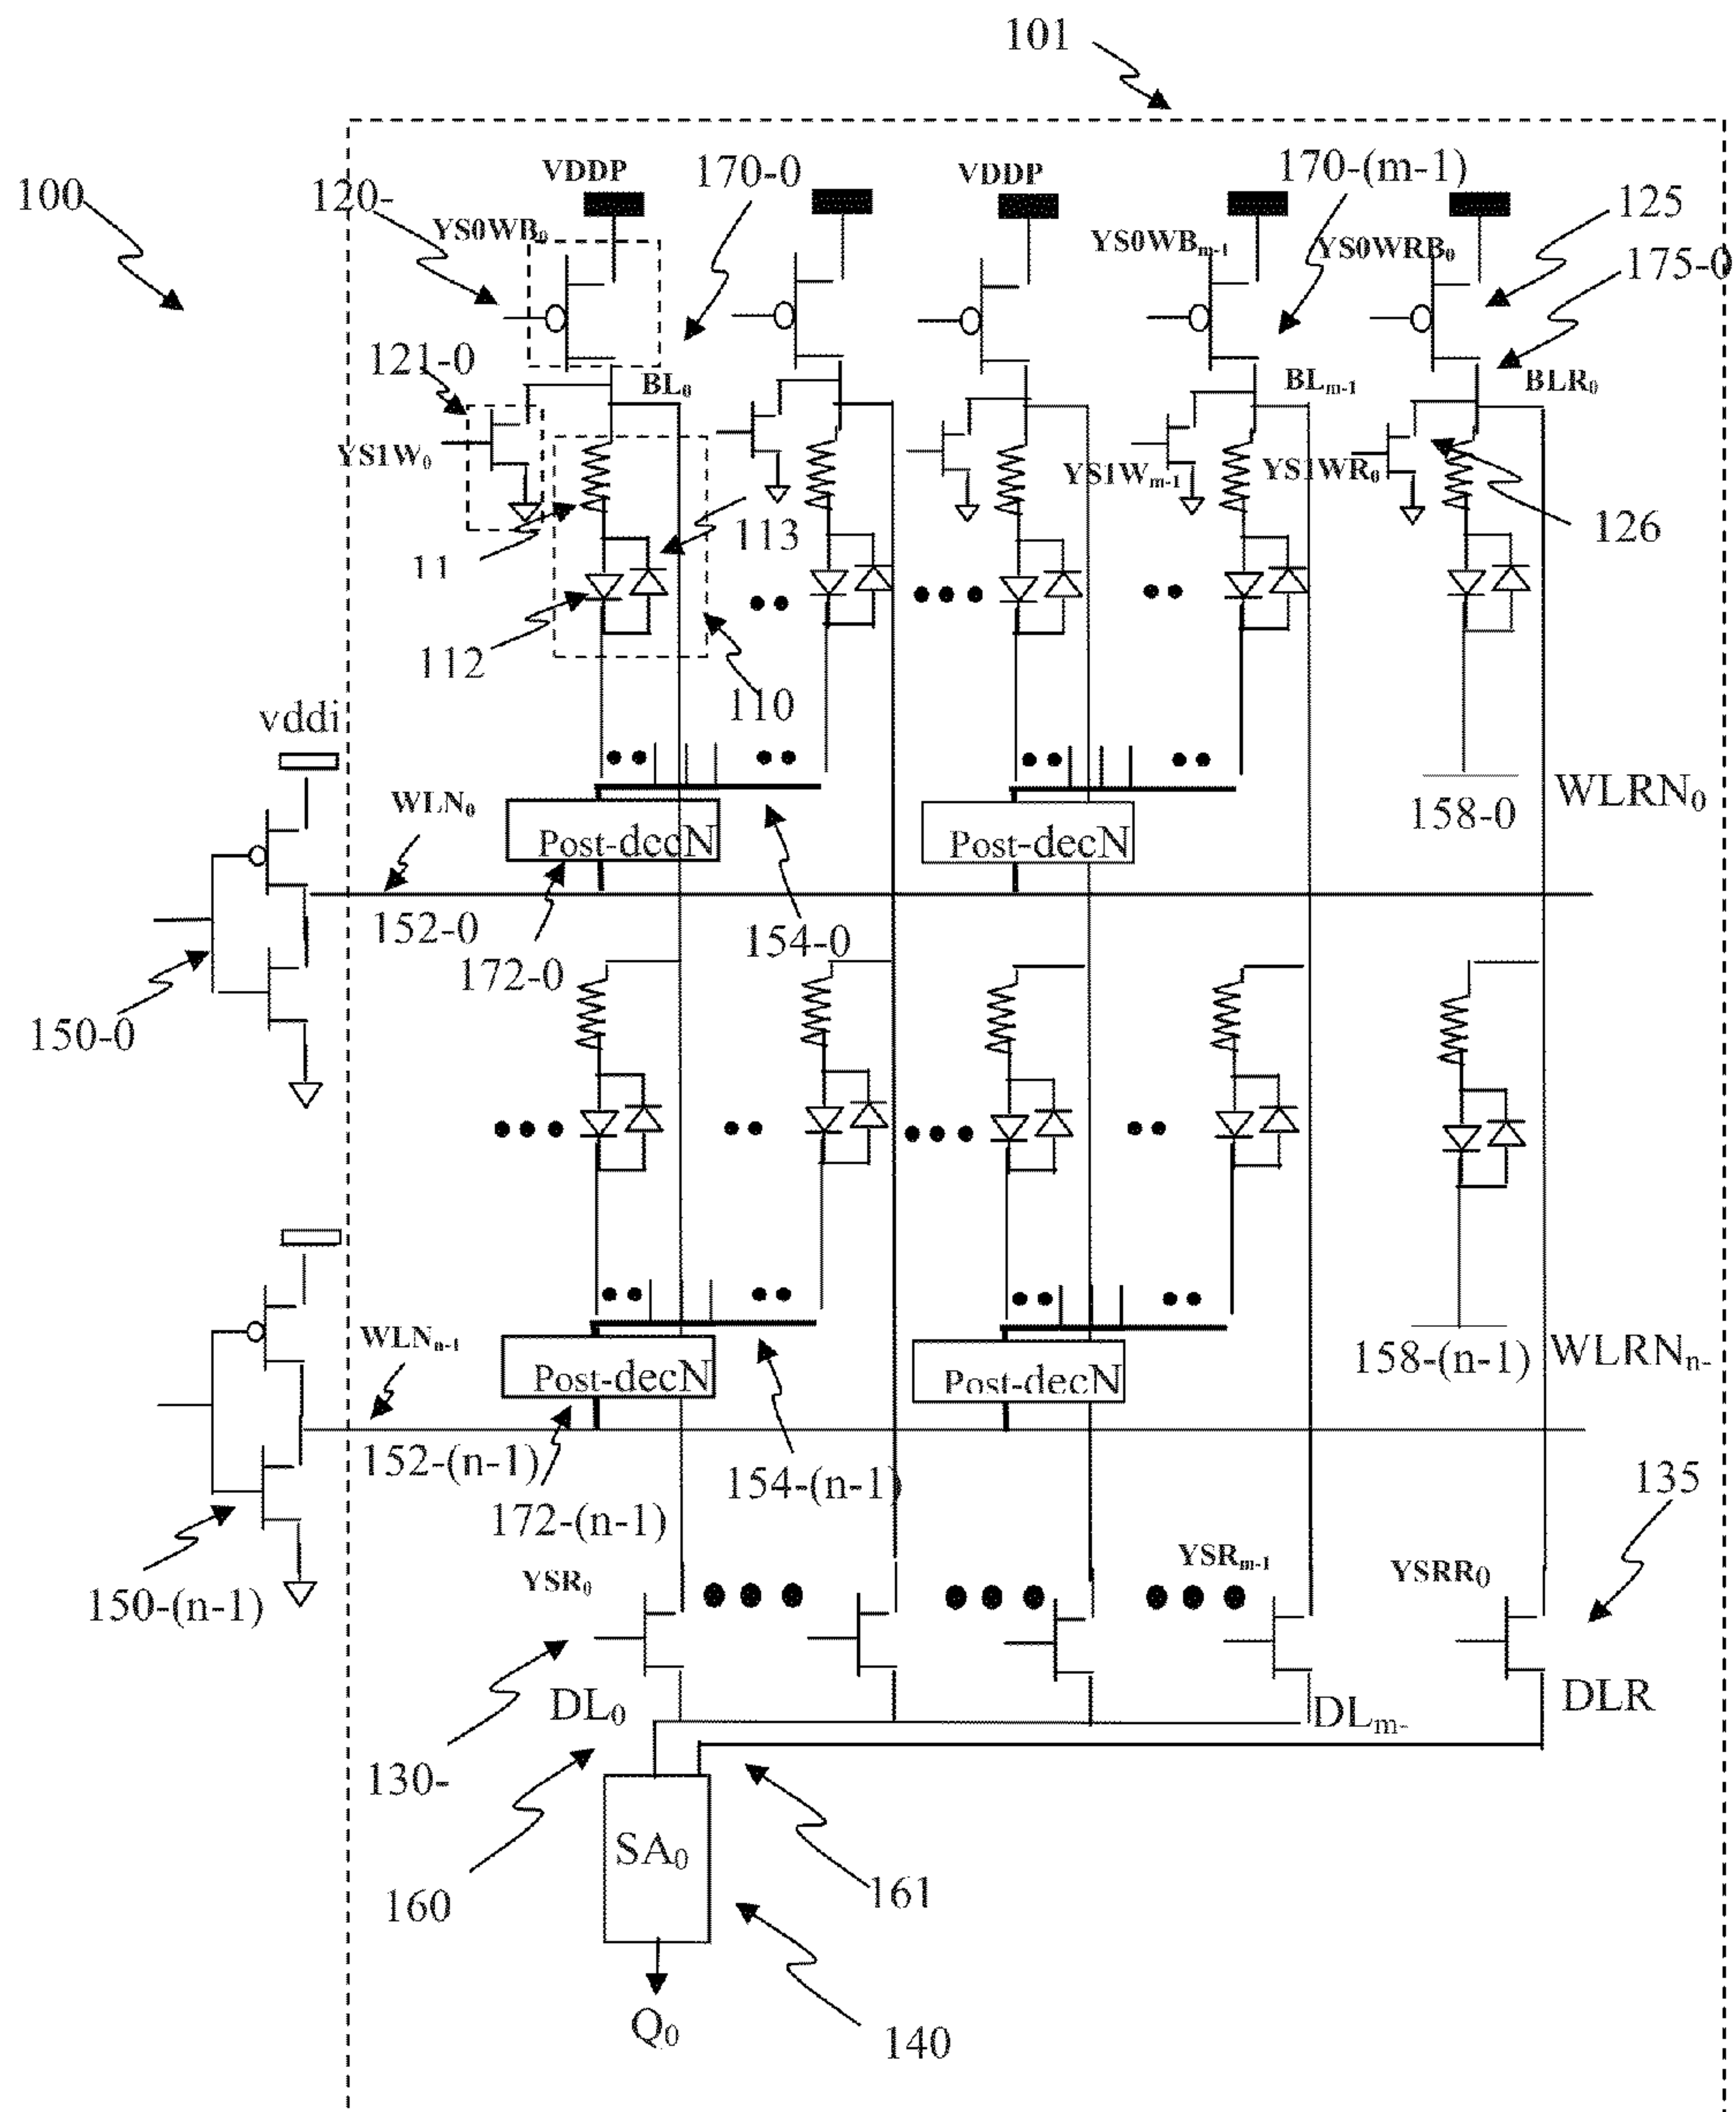 101
100
VDDP
170-0
VDDP
170-(m-1)
120-
125
YS0WB₀
YS0WBₘ₋₁
YS0WRB₀
175-0
121-0
BL₀
BLₘ₋₁
BLR₀
YS1W₀
YS1Wₘ₋₁
YS1WR₀
126
11
113
112
110
vddi
WLN₀
158-0
WLRN₀
Post-decN
Post-decN
152-0
154-0
172-0
150-0
WLNₙ₋₁
158-(n-1)
WLRNₙ₋
Post-decN
Post-decN
152-(n-1)
154-(n-1)
172-(n-1)
135
150-(n-1)
YSR₀
YSRₘ₋₁
YSRR₀
DL₀
DLₘ₋
DLR
130-
SA₀
160
161
Q₀
140